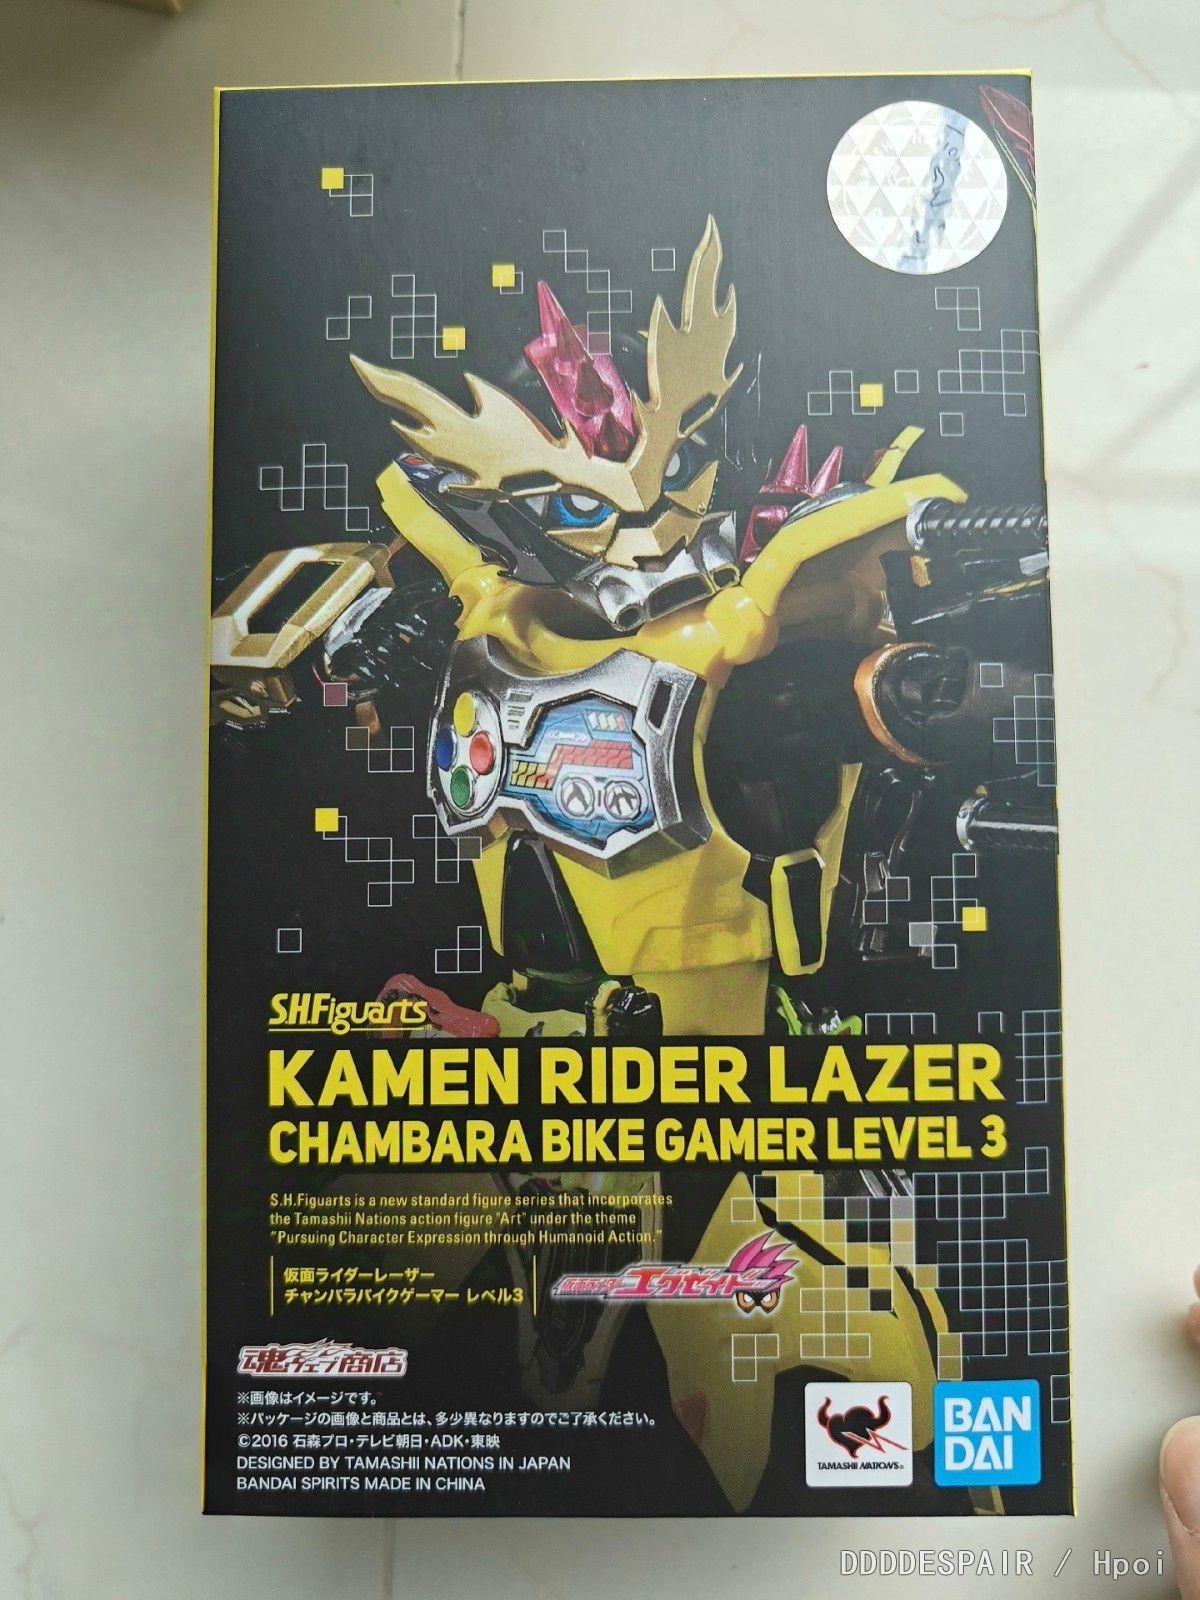 S.H.Figuarts
KAMEN RIDER LAZER
CHAMBARA BIKE GAMER LEVEL 3
S.H.Figuarts is a new standard figure series that incorporates
the Tamashii Nations action figure "Art" under the theme
"Pursuing Character Expression through Humanoid Action."
仮面ライダーレーザー
チャンバラバイクゲーマー レベル3
仮面ライダー エグゼイド
魂ウェブ商店
※画像はイメージです。
※パッケージの画像と商品とは、多少異なりますのでご了承ください。
©2016 石森プロ・テレビ朝日・ADK・東映
DESIGNED BY TAMASHII NATIONS IN JAPAN
BANDAI SPIRITS MADE IN CHINA
TAMASHII NATIONS®
BAN
DAI
DDDDESPAIR / Hpoi